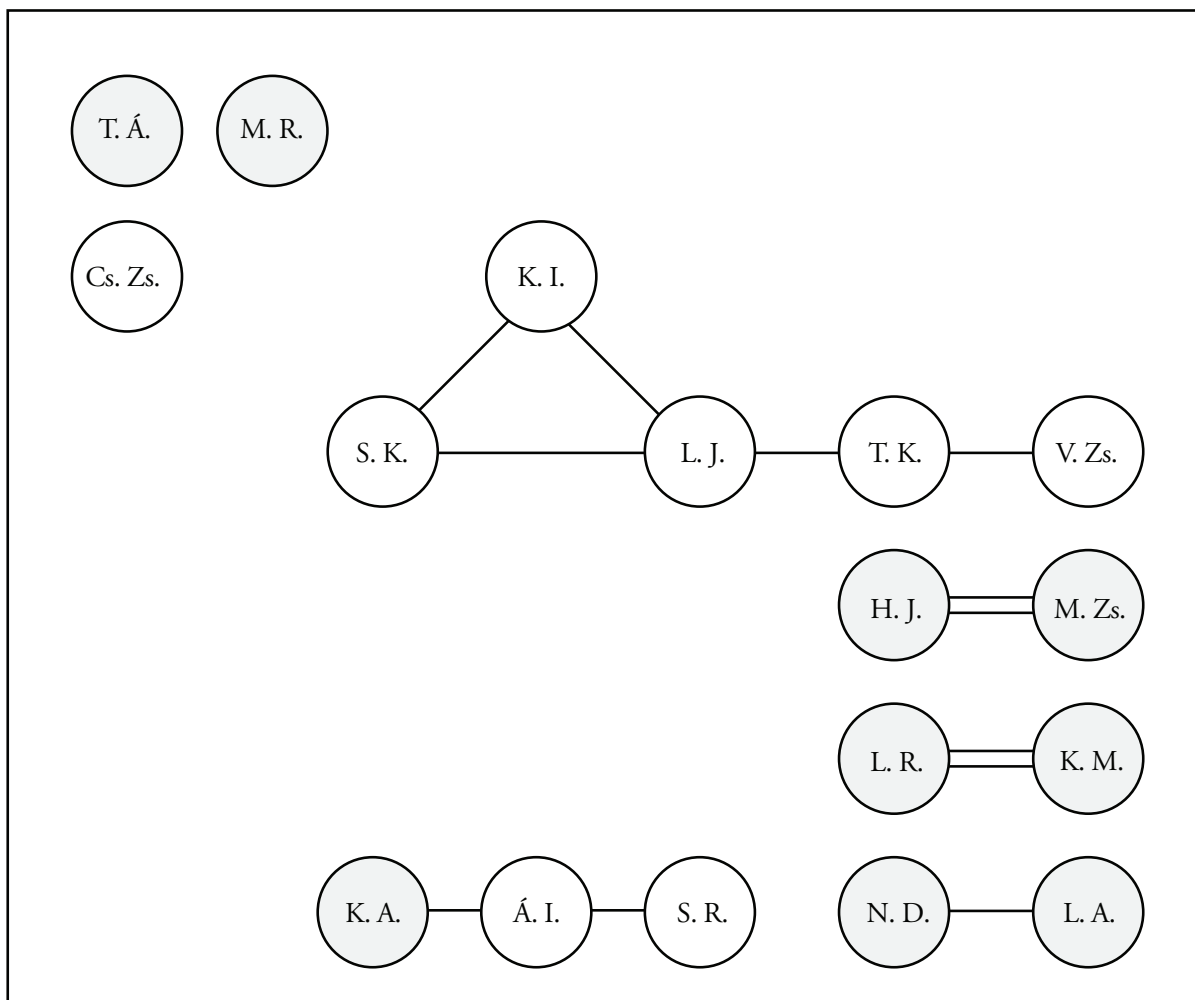 T. Á.
M. R.
Cs. Zs.
K. I.
S. K.
L. J.
T. K.
V. Zs.
H. J.
M. Zs.
L. R.
K. M.
K. A.
Á. I.
S. R.
N. D.
L. A.